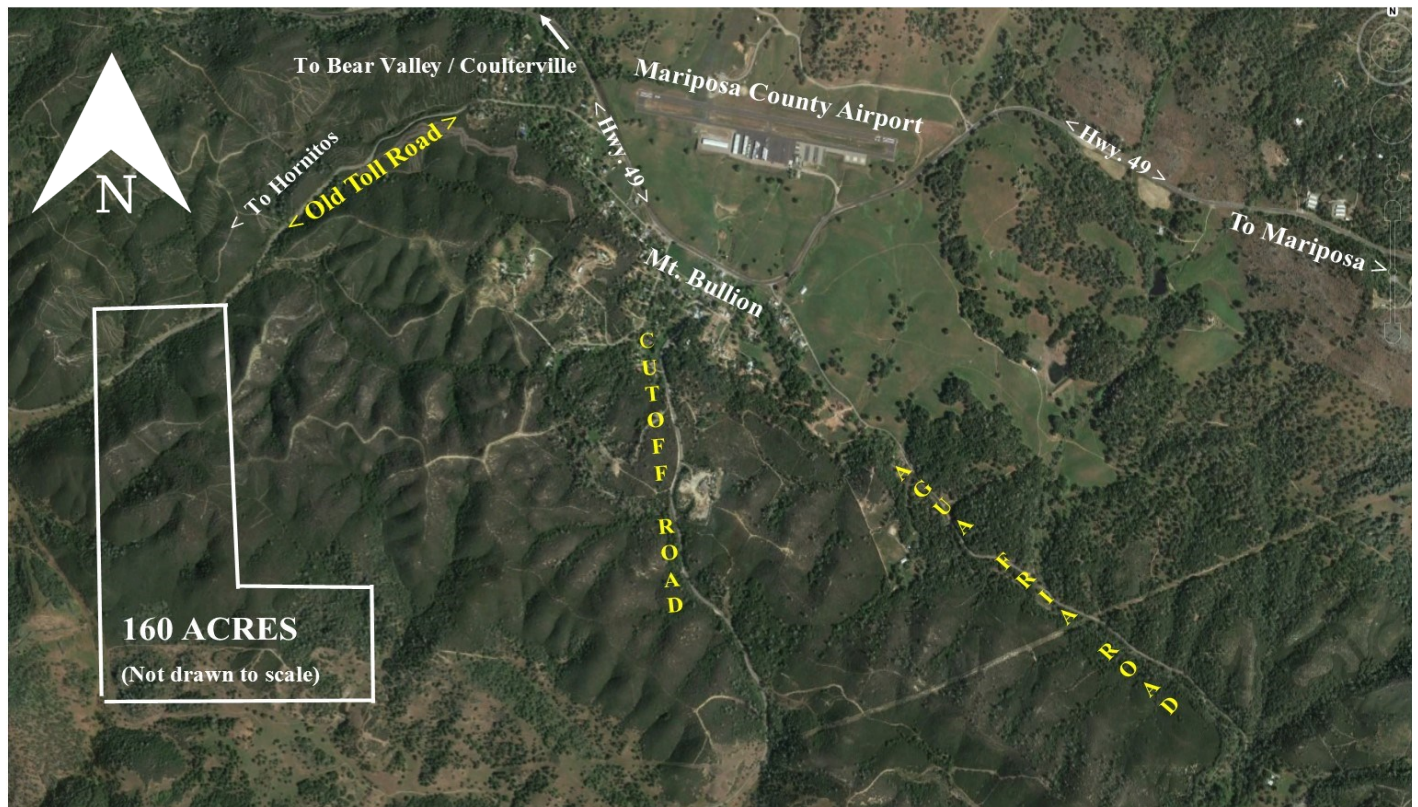 N
To Bear Valley / Coulterville
Mariposa County Airport
< Hwy. 49 >
< Hwy. 49 >
To Mariposa >
< To Hornitos
< Old Toll Road >
N
Mt. Bullion
CUTOFF ROAD
AGUA FRIA ROAD
160 ACRES
(Not drawn to scale)